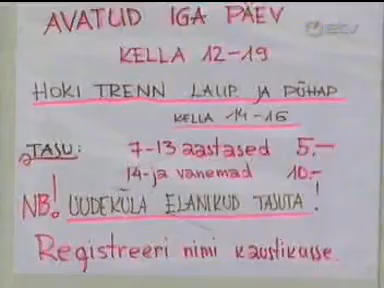 AVATUD IGA PÄEV
KELLA 12-19
HOKI TRENN LAUP JA PÜHAP
KELLA 14-16
TASU: 7-13 aastased 5.-
14-ja vanemad 10.-
NB! UUDEKÜLA ELANIKUD TASUTA!
Registreeri nimi kaustikusse.